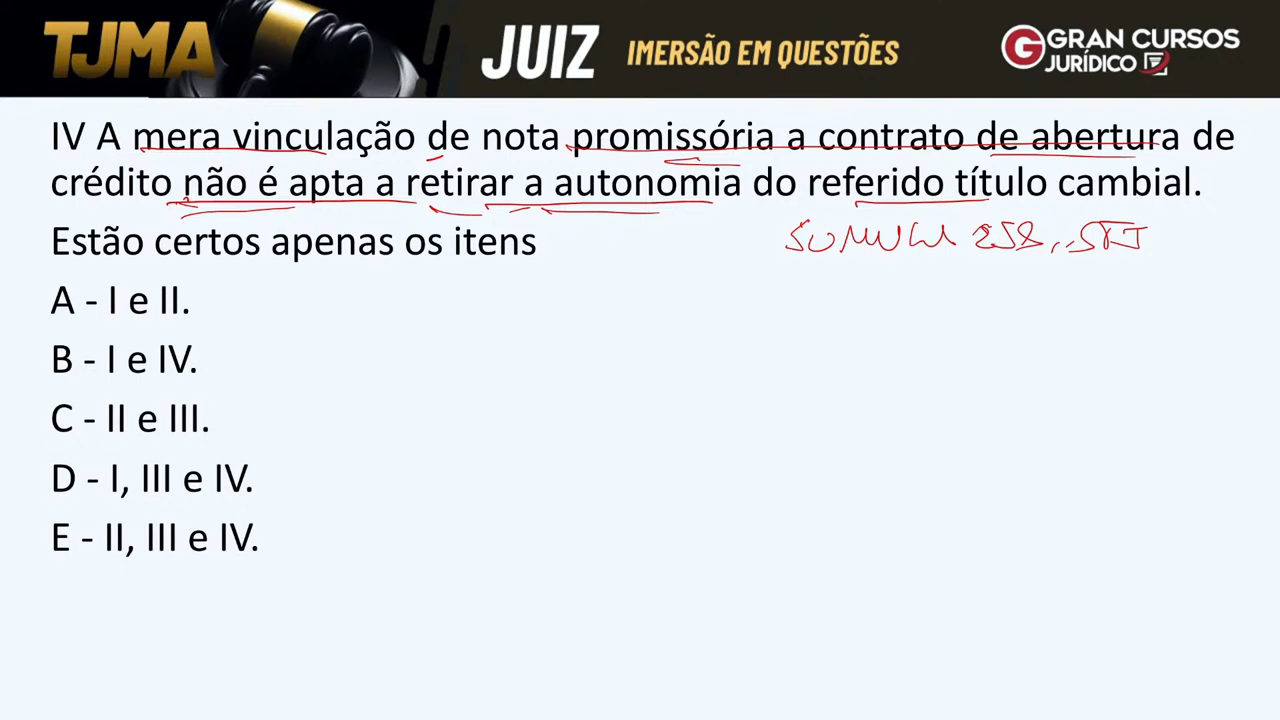 TJMA
JUIZ
IMERSÃO EM QUESTÕES
GRAN CURSOS
JURÍDICO
IV A mera vinculação de nota promissória a contrato de abertura de
crédito não é apta a retirar a autonomia do referido título cambial.
SUMULA 258, STJ
Estão certos apenas os itens
A - I e II.
B - I e IV.
C - II e III.
D - I, III e IV.
E - II, III e IV.